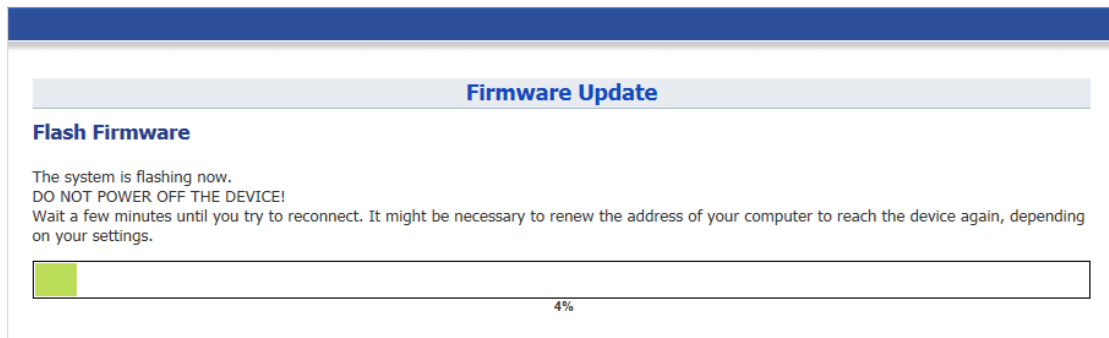 Firmware Update
Flash Firmware
The system is flashing now.
DO NOT POWER OFF THE DEVICE!
Wait a few minutes until you try to reconnect. It might be necessary to renew the address of your computer to reach the device again, depending
on your settings.
4%